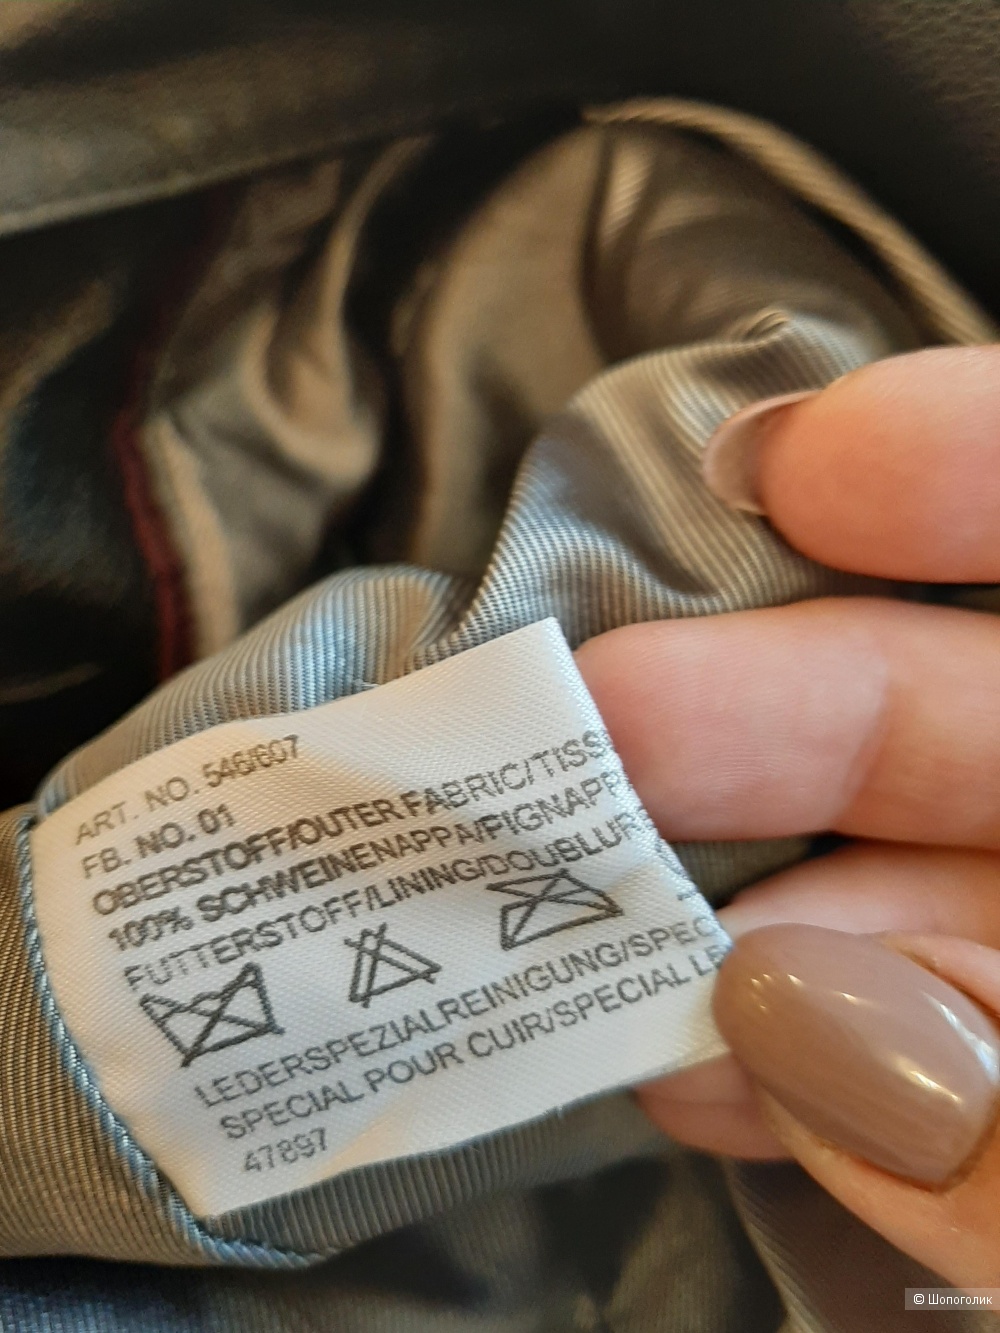 ART. NO. 546/607
FB. NO. 01
OBERSTOFF/OUTER FABRIC/TISS
100% SCHWEINENAPPA/PIGNAPP
FUTTERSTOFF/LINING/DOUBLUR
LEDERSPEZIALREINIGUNG/SPEC
SPECIAL POUR CUIR/SPECIAL LE
47897
© Шопоголик